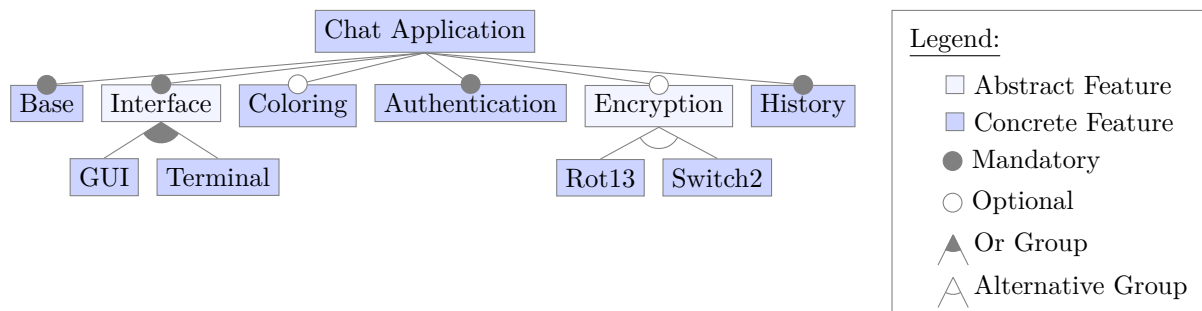 Chat Application
Base
Interface
Coloring
Authentication
Encryption
History
GUI
Terminal
Rot13
Switch2
Legend:
Abstract Feature
Concrete Feature
Mandatory
Optional
Or Group
Alternative Group